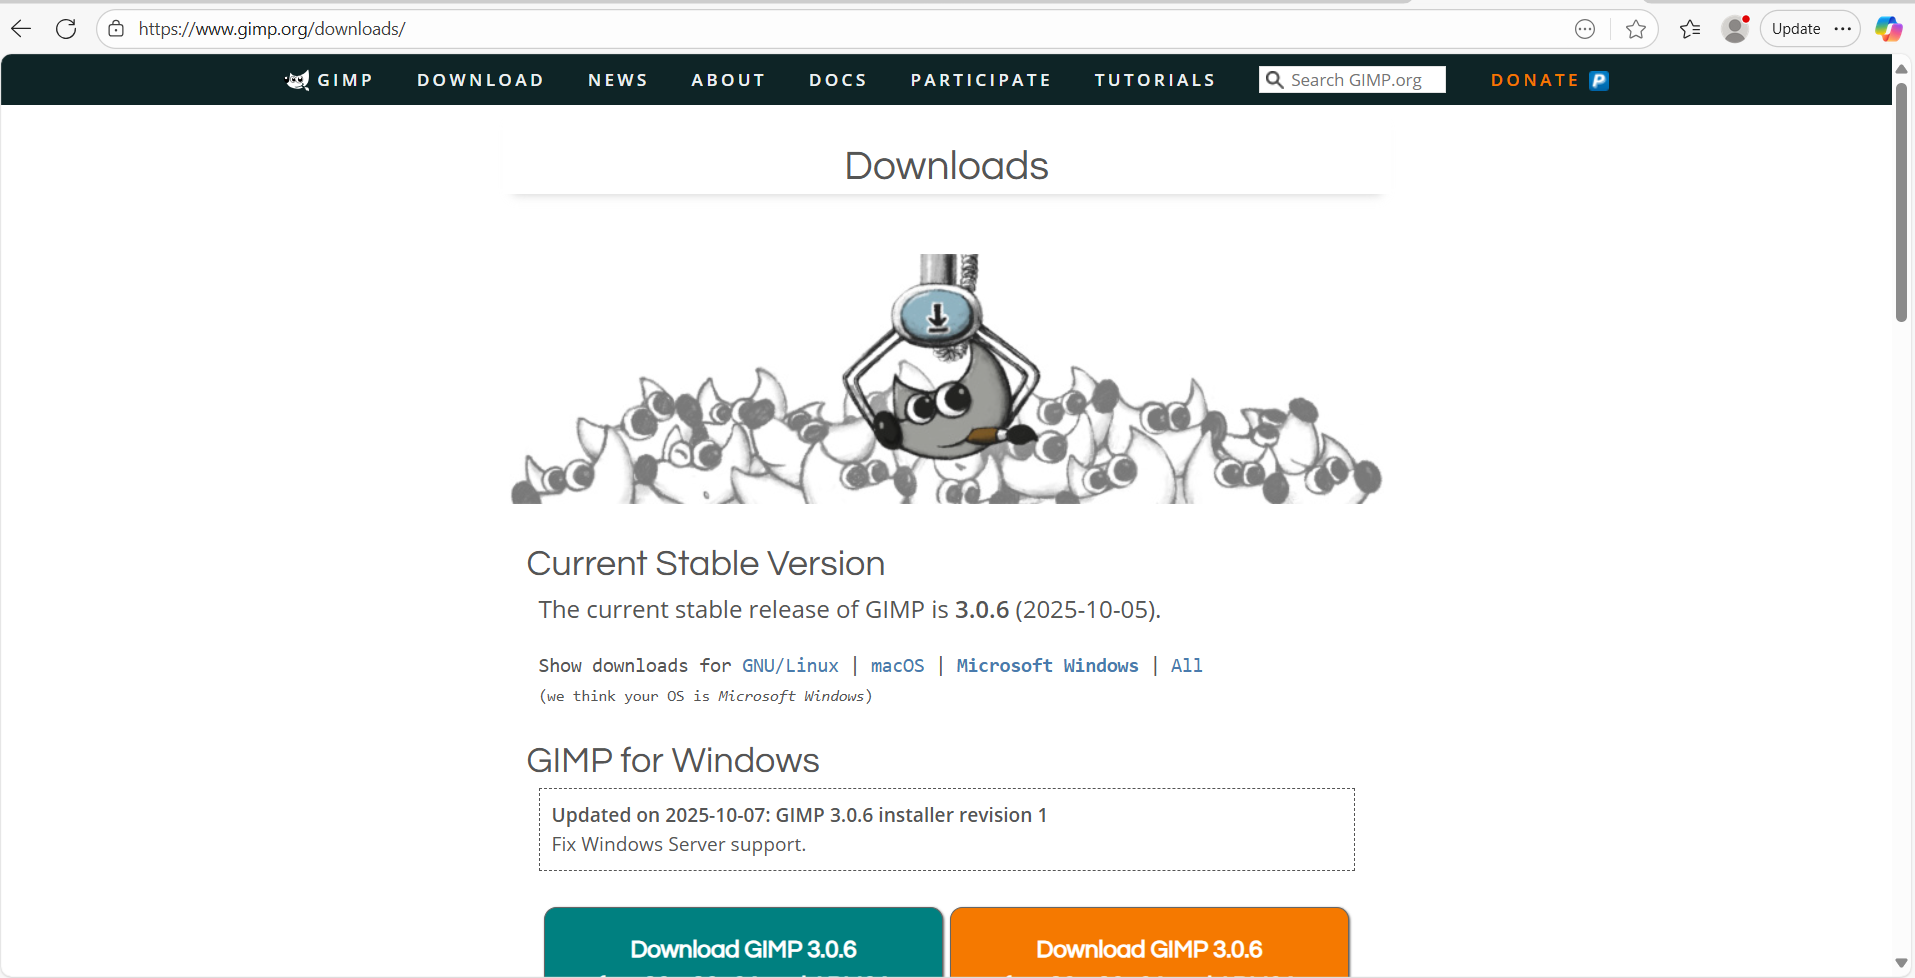 https://www.gimp.org/downloads/
Update
GIMP DOWNLOAD NEWS ABOUT DOCS PARTICIPATE TUTORIALS Search GIMP.org DONATE
Downloads
Current Stable Version
The current stable release of GIMP is 3.0.6 (2025-10-05).
Show downloads for GNU/Linux | macOS | Microsoft Windows | All
(we think your OS is Microsoft Windows)
GIMP for Windows
Updated on 2025-10-07: GIMP 3.0.6 installer revision 1
Fix Windows Server support.
Download GIMP 3.0.6
Download GIMP 3.0.6